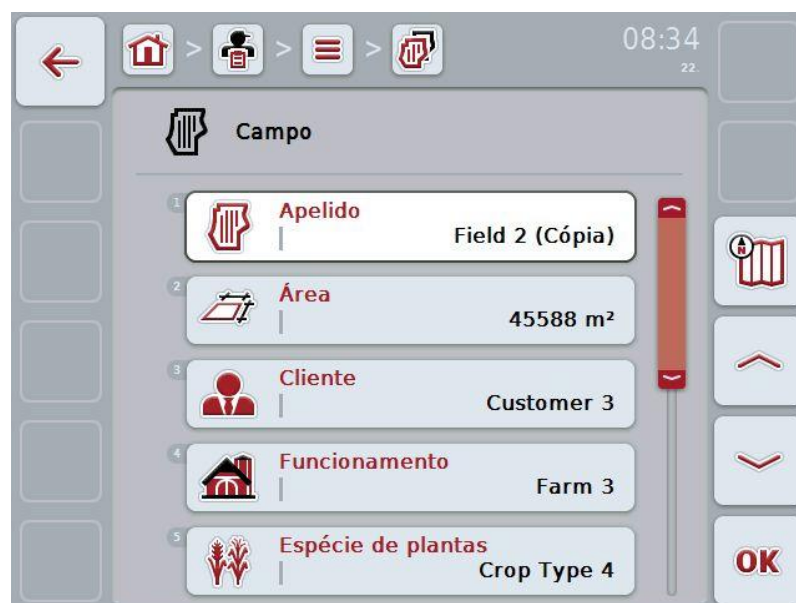 > > >
08:34
22.
N
Campo
1
Apelido
Field 2 (Cópia)
2
Área
45588 m²
3
Cliente
Customer 3
4
Funcionamento
Farm 3
5
Espécie de plantas
Crop Type 4
OK